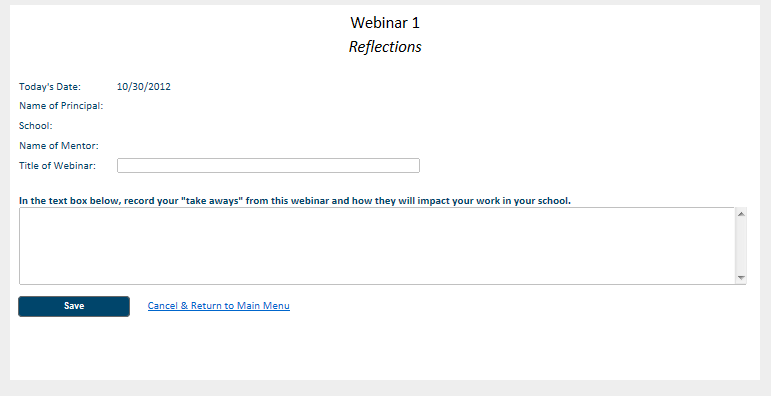 Webinar 1
Reflections
Today's Date: 10/30/2012
Name of Principal:
School:
Name of Mentor:
Title of Webinar:
In the text box below, record your "take aways" from this webinar and how they will impact your work in your school.
Save Cancel & Return to Main Menu